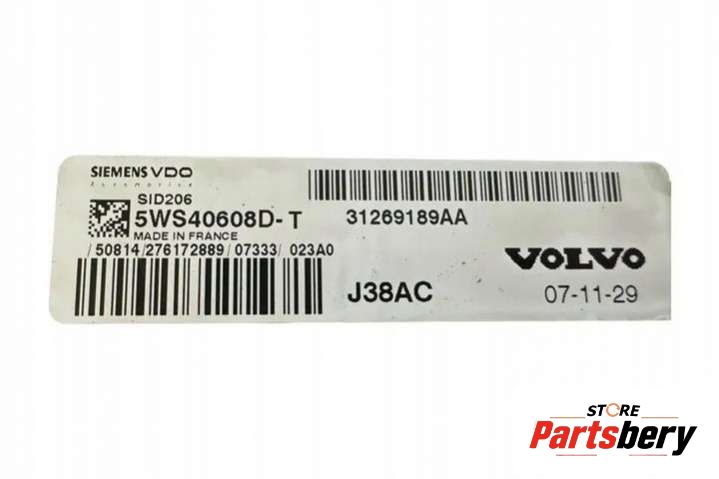 SIEMENS VDO
Automotive
SID206
5WS40608D-T
MADE IN FRANCE
/50814/276172889/07333/ 023A0
31269189AA
VOLVO
J38AC
07-11-29
STORE
Partsbery